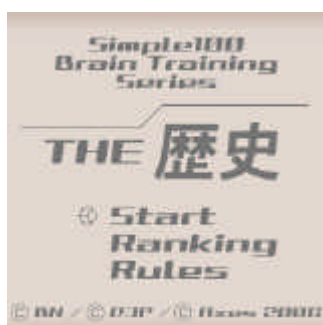 Simple100
Brain Training
Series
THE 歴史
Start
Ranking
Rules